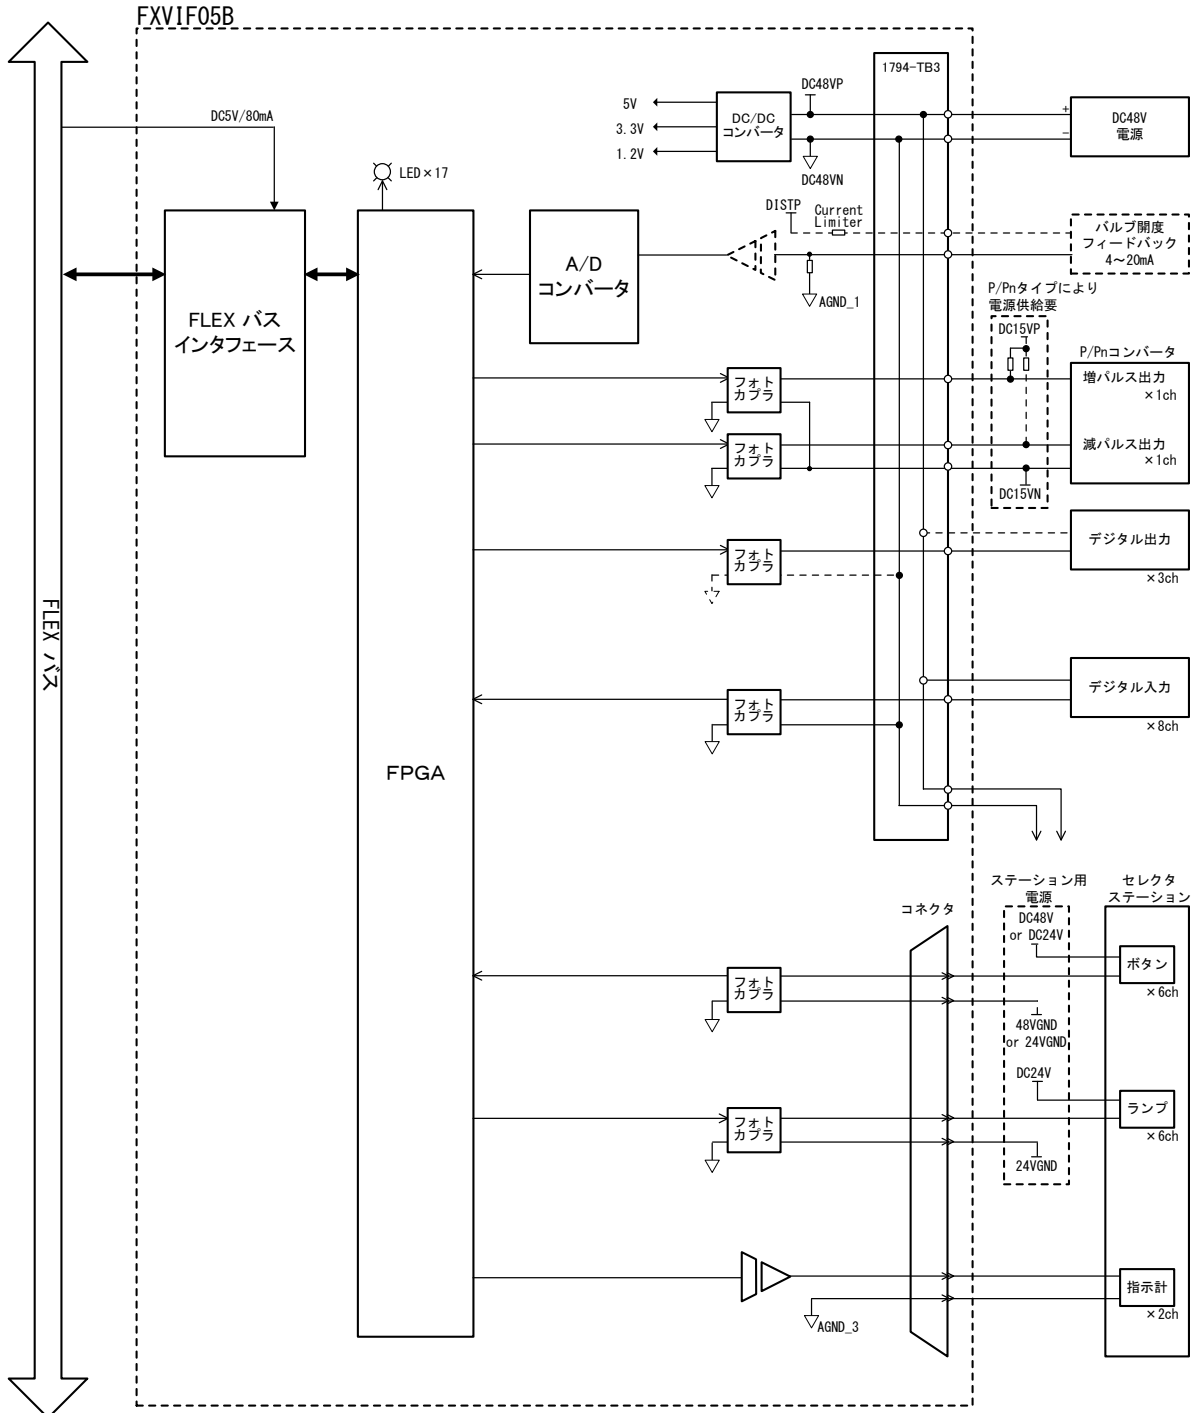 FXVIF05B
1794-TB3
DC48VP
5V
DC5V/80mA
DC/DC
コンバータ
3.3V
1.2V
+
-
DC48V
電源
DC48VN
LED×17
DISTP
Current
Limiter
バルブ開度
フィードバック
4～20mA
A/D
コンバータ
AGND_1
P/Pnタイプにより
電源供給要
DC15VP
FLEX バス
インタフェース
P/Pnコンバータ
フォト
カプラ
増パルス出力
×1ch
フォト
カプラ
減パルス出力
×1ch
DC15VN
フォト
カプラ
デジタル出力
×3ch
FLEX バス
フォト
カプラ
デジタル入力
×8ch
FPGA
ステーション用
電源
セレクタ
ステーション
コネクタ
DC48V
or DC24V
フォト
カプラ
ボタン
×6ch
48VGND
or 24VGND
DC24V
フォト
カプラ
ランプ
×6ch
24VGND
指示計
×2ch
AGND_3